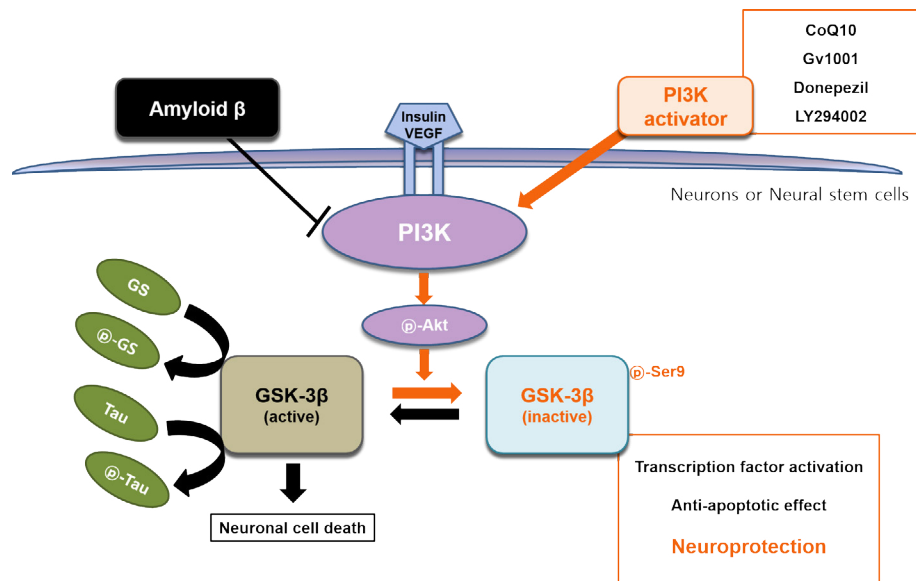 CoQ10
Gv1001
Donepezil
LY294002
PI3K
activator
Amyloid β
Insulin
VEGF
Neurons or Neural stem cells
PI3K
ⓟ-Akt
GS
ⓟ-GS
Tau
ⓟ-Tau
GSK-3β
(active)
GSK-3β
(inactive)
ⓟ-Ser9
Neuronal cell death
Transcription factor activation
Anti-apoptotic effect
Neuroprotection